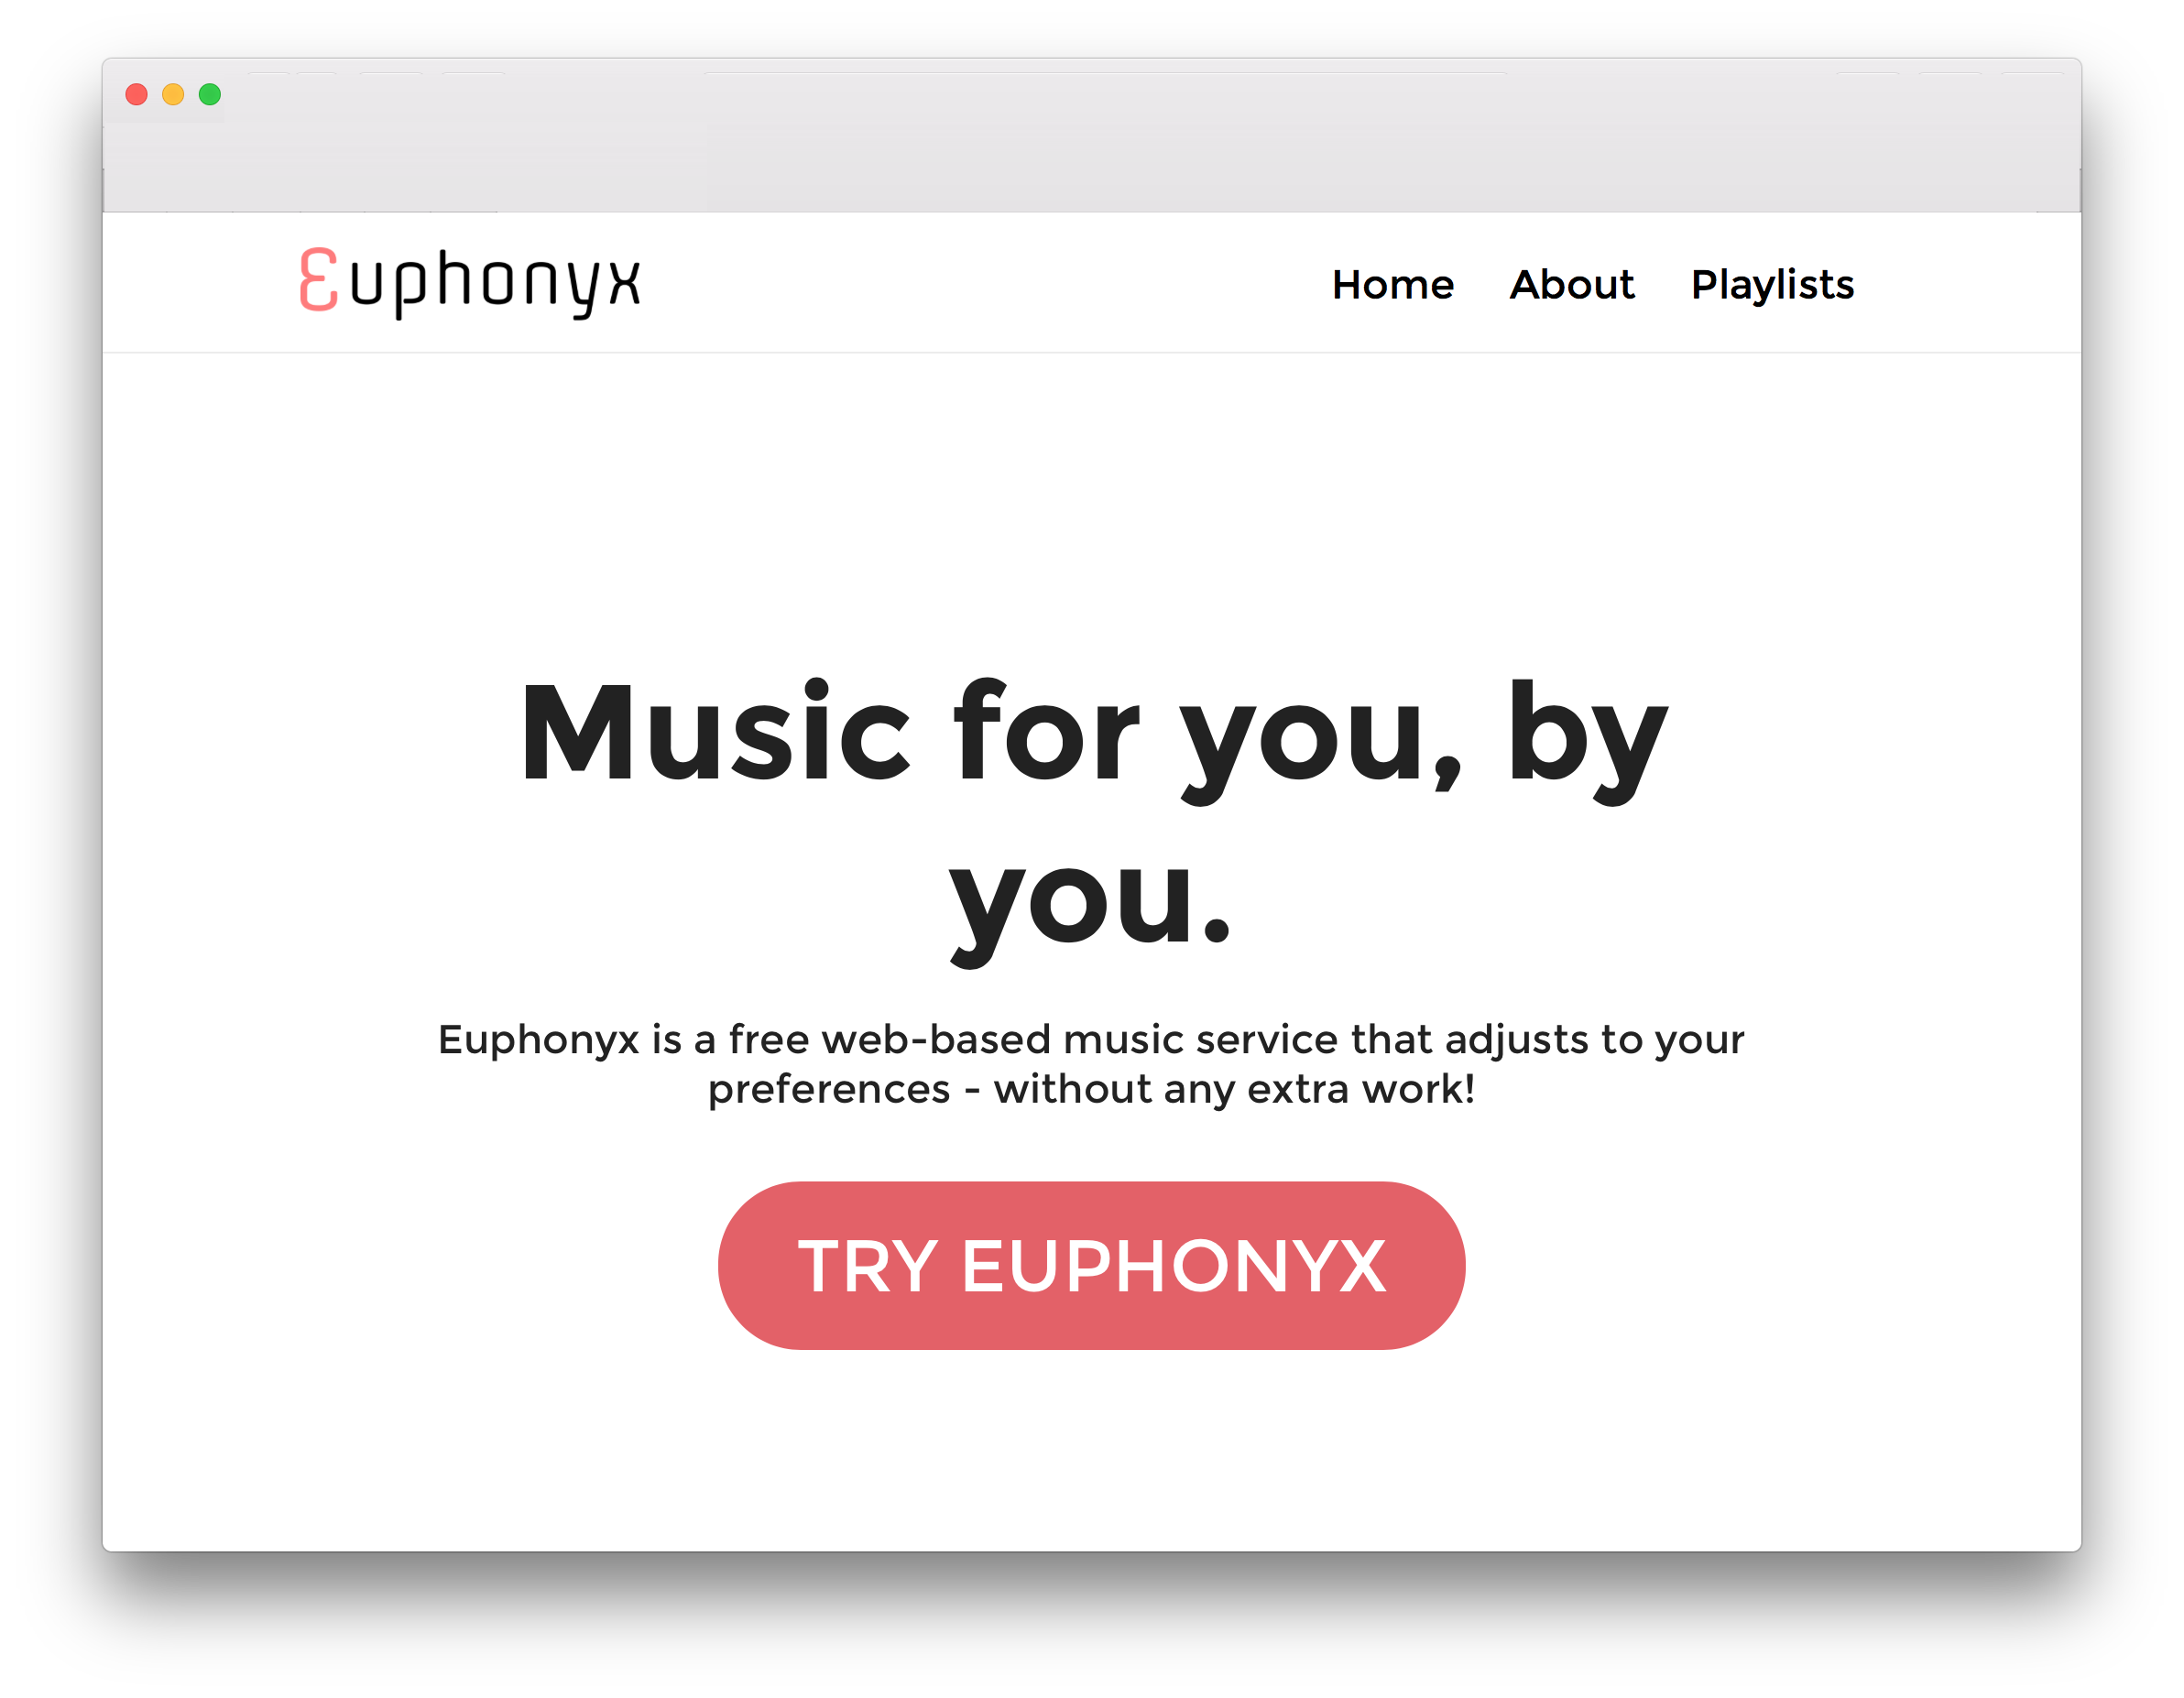 Euphonyx
Home About Playlists
Music for you, by
you.
Euphonyx is a free web-based music service that adjusts to your
preferences - without any extra work!
TRY EUPHONYX